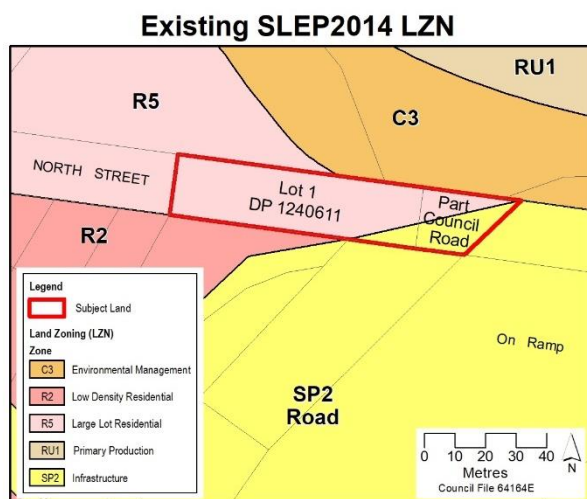 Existing SLEP2014 LZN
RU1
R5
C3
NORTH STREET
Lot 1
DP 1240611
Part
Council
Road
R2
On Ramp
SP2
Road
Legend
Subject Land
Land Zoning (LZN)
Zone
C3 Environmental Management
R2 Low Density Residential
R5 Large Lot Residential
RU1 Primary Production
SP2 Infrastructure
0 10 20 30 40
Metres
N
Council File 64164E